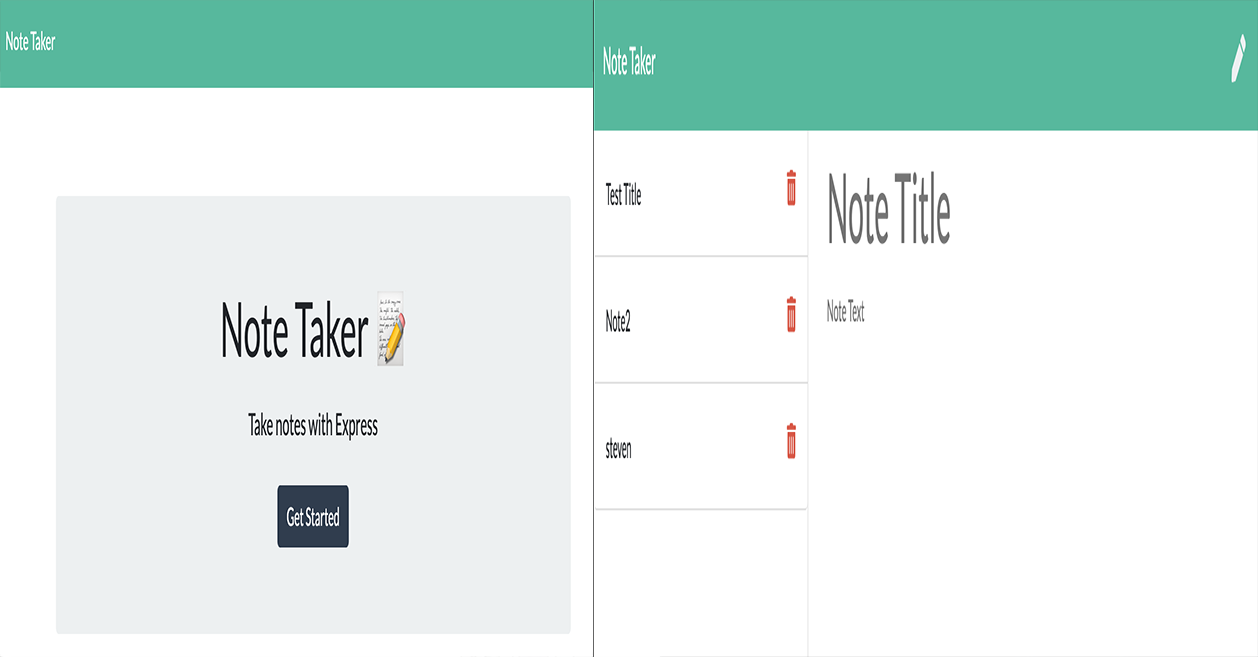 Note Taker
Note Taker
Take notes with Express
Get Started
Note Taker
Test Title
Note2
steven
Note Title
Note Text